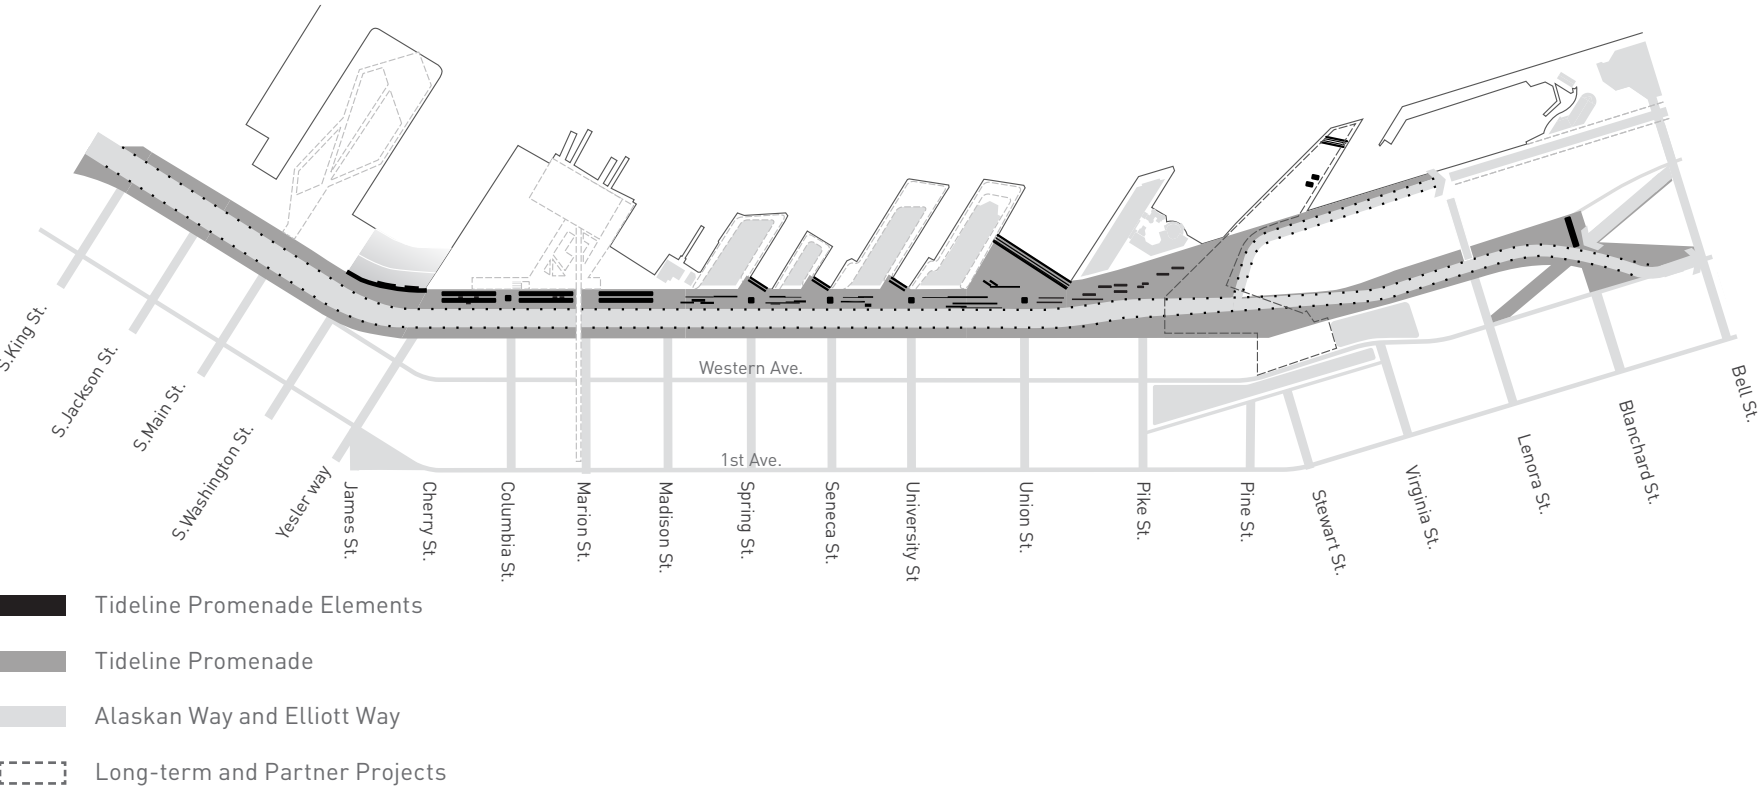 Western Ave.
1st Ave.
S.King St.
S.Jackson St.
S.Main St.
S.Washington St.
Yesler way
James St.
Cherry St.
Columbia St.
Marion St.
Madison St.
Spring St.
Seneca St.
University St
Union St.
Pike St.
Pine St.
Stewart St.
Virginia St.
Lenora St.
Blanchard St.
Bell St.
Tideline Promenade Elements
Tideline Promenade
Alaskan Way and Elliott Way
Long-term and Partner Projects